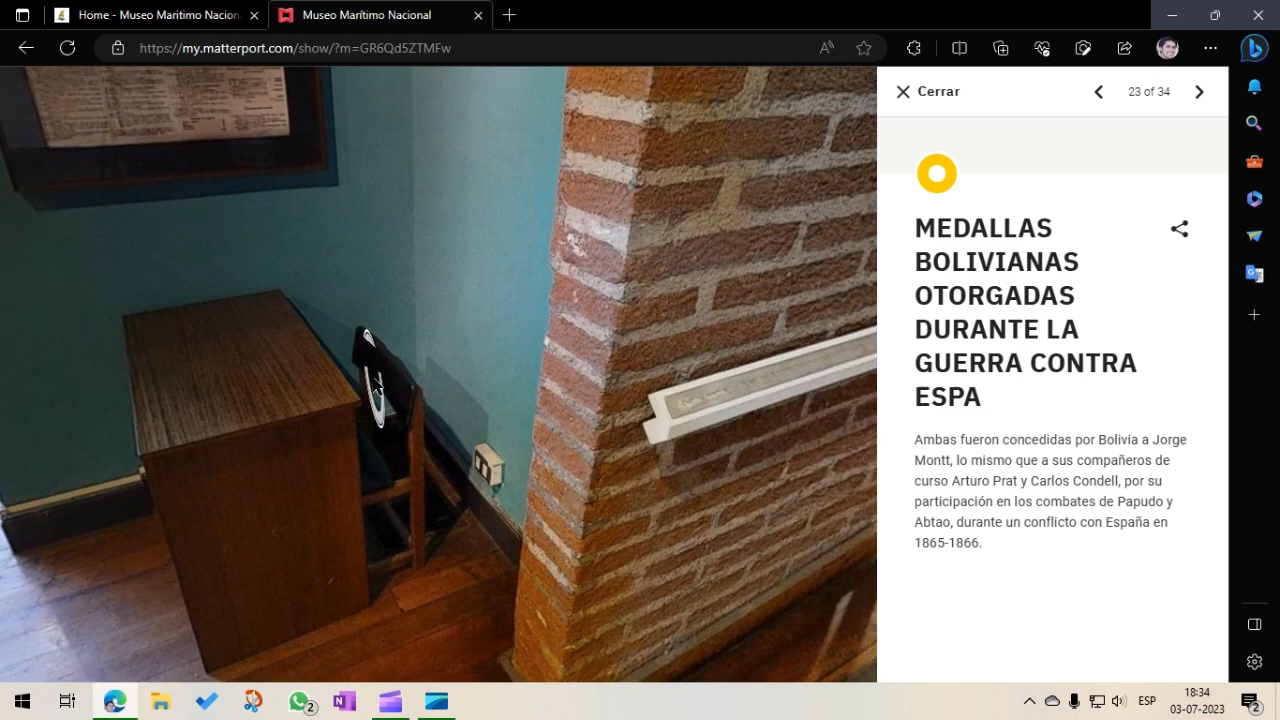 Home - Museo Maritimo Nacion
Museo Marítimo Nacional
https://my.matterport.com/show/?m=GR6Qd5ZTMFw
Cerrar
23 of 34
MEDALLAS
BOLIVIANAS
OTORGADAS
DURANTE LA
GUERRA CONTRA
ESPA
Ambas fueron concedidas por Bolivia a Jorge
Montt, lo mismo que a sus compañeros de
curso Arturo Prat y Carlos Condell, por su
participación en los combates de Papudo y
Abtao, durante un conflicto con España en
1865-1866.
2
ESP
18:34
03-07-2023
2